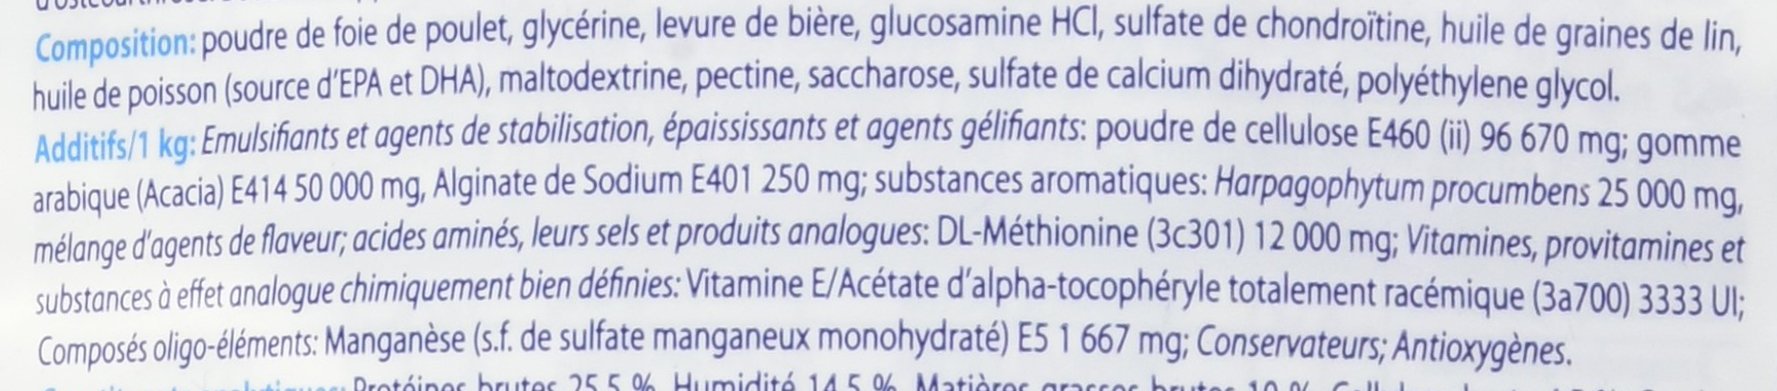 Composition: poudre de foie de poulet, glycérine, levure de bière, glucosamine HCl, sulfate de chondroïtine, huile de graines de lin,
huile de poisson (source d'EPA et DHA), maltodextrine, pectine, saccharose, sulfate de calcium dihydraté, polyéthylene glycol.
Additifs/1 kg: Emulsifiants et agents de stabilisation, épaississants et agents gélifiants: poudre de cellulose E460 (ii) 96 670 mg; gomme
arabique (Acacia) E414 50 000 mg, Alginate de Sodium E401 250 mg; substances aromatiques: Harpagophytum procumbens 25 000 mg,
mélange d'agents de flaveur; acides aminés, leurs sels et produits analogues: DL-Méthionine (3c301) 12 000 mg; Vitamines, provitamines et
substances à effet analogue chimiquement bien définies: Vitamine E/Acétate d'alpha-tocophéryle totalement racémique (3a700) 3333 UI;
Composés oligo-éléments: Manganèse (s.f. de sulfate manganeux monohydraté) E5 1 667 mg; Conservateurs; Antioxygènes.
Protéines brutes 25,5 %, Humidité 14,5 %, Matières grasses brutes